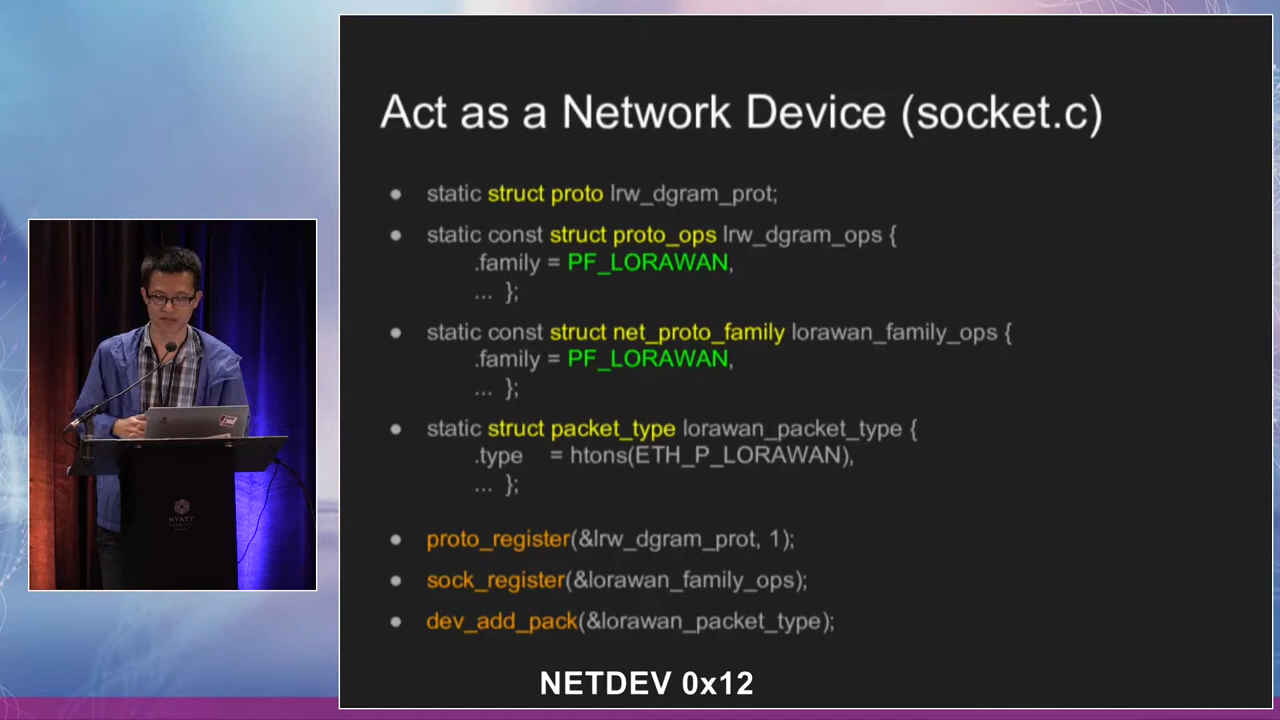 Act as a Network Device (socket.c)
● static struct proto lrw_dgram_prot;
● static const struct proto_ops lrw_dgram_ops {
.family = PF_LORAWAN,
... };
● static const struct net_proto_family lorawan_family_ops {
.family = PF_LORAWAN,
... };
● static struct packet_type lorawan_packet_type {
.type = htons(ETH_P_LORAWAN),
... };
● proto_register(&lrw_dgram_prot, 1);
● sock_register(&lorawan_family_ops);
● dev_add_pack(&lorawan_packet_type);
HYATT
NETDEV 0x12